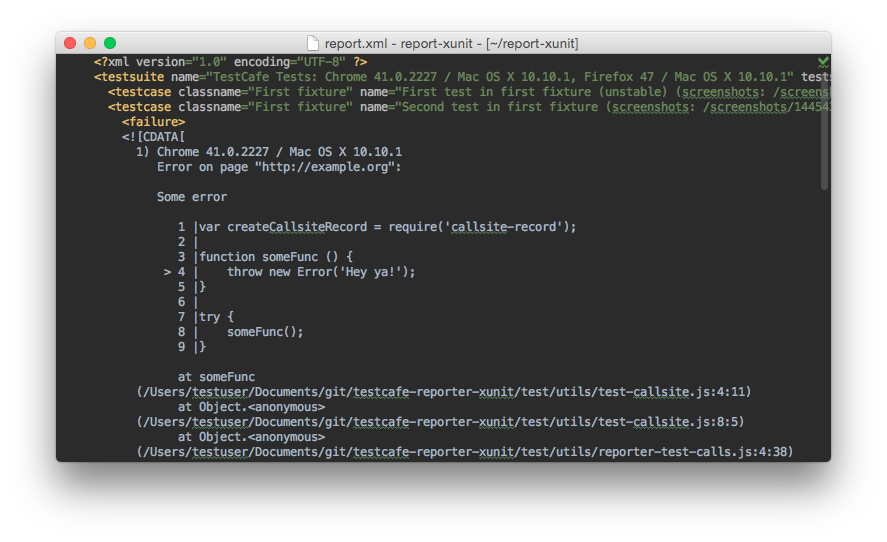 report.xml - report-xunit - [~/report-xunit]
<?xml version="1.0" encoding="UTF-8" ?>
<testsuite name="TestCafe Tests: Chrome 41.0.2227 / Mac OS X 10.10.1, Firefox 47 / Mac OS X 10.10.1" tests
<testcase classname="First fixture" name="First test in first fixture (unstable) (screenshots: /screensh
<testcase classname="First fixture" name="Second test in first fixture (screenshots: /screenshots/14454
<failure>
<![CDATA[
1) Chrome 41.0.2227 / Mac OS X 10.10.1
Error on page "http://example.org":
Some error
1 |var createCallsiteRecord = require('callsite-record');
2 |
3 |function someFunc () {
> 4 |    throw new Error('Hey ya!');
5 |}
6 |
7 |try {
8 |    someFunc();
9 |}
at someFunc
(/Users/testuser/Documents/git/testcafe-reporter-xunit/test/utils/test-callsite.js:4:11)
at Object.<anonymous>
(/Users/testuser/Documents/git/testcafe-reporter-xunit/test/utils/test-callsite.js:8:5)
at Object.<anonymous>
(/Users/testuser/Documents/git/testcafe-reporter-xunit/test/utils/reporter-test-calls.js:4:38)